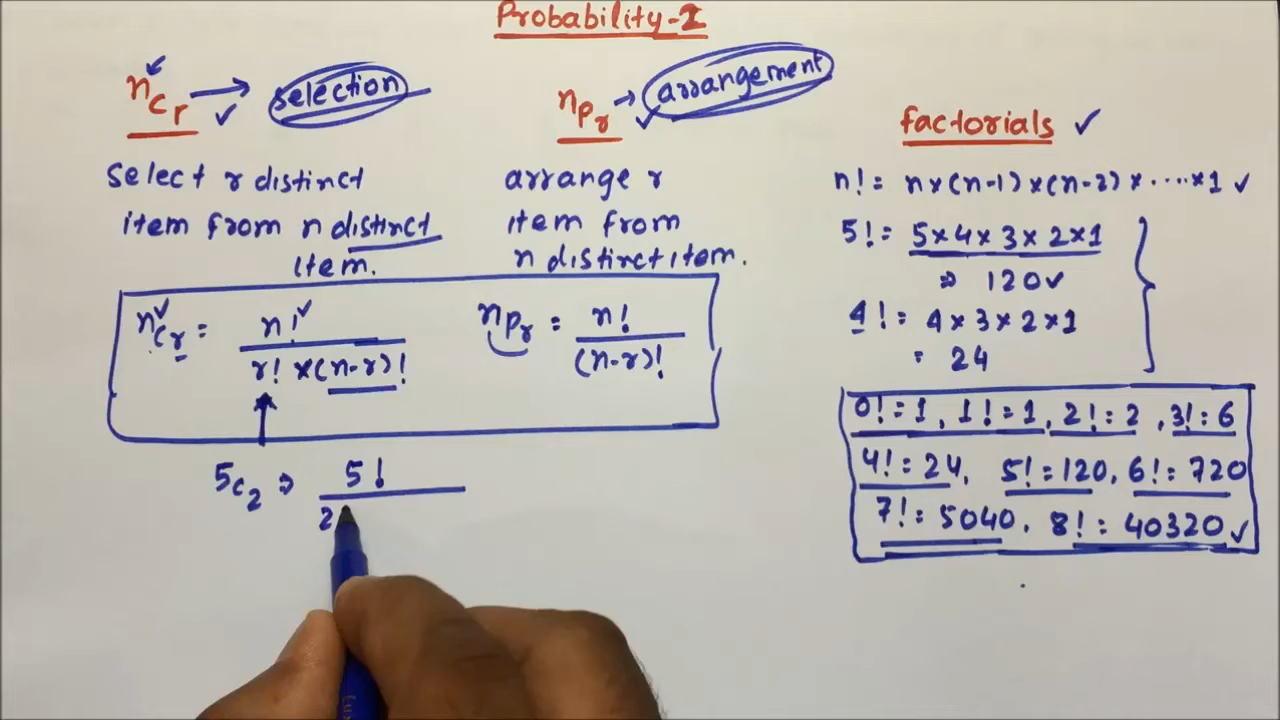 Probability-I
nCr → selection
select r distinct
item from n distinct
item.
nCr = n! / r! × (n-r)!
5C2 ⇒ 5! / 2
nPr → arrangement
arrange r
item from
n distinct item.
nPr = n! / (n-r)!
factorials ✓
n! = n×(n-1)×(n-2)×.....×1 ✓
5! = 5×4×3×2×1
⇒ 120✓
4! = 4×3×2×1
= 24
0!=1, 1!=1, 2!=2, 3!=6
4!=24, 5!=120, 6!=720
7!=5040, 8!=40320✓